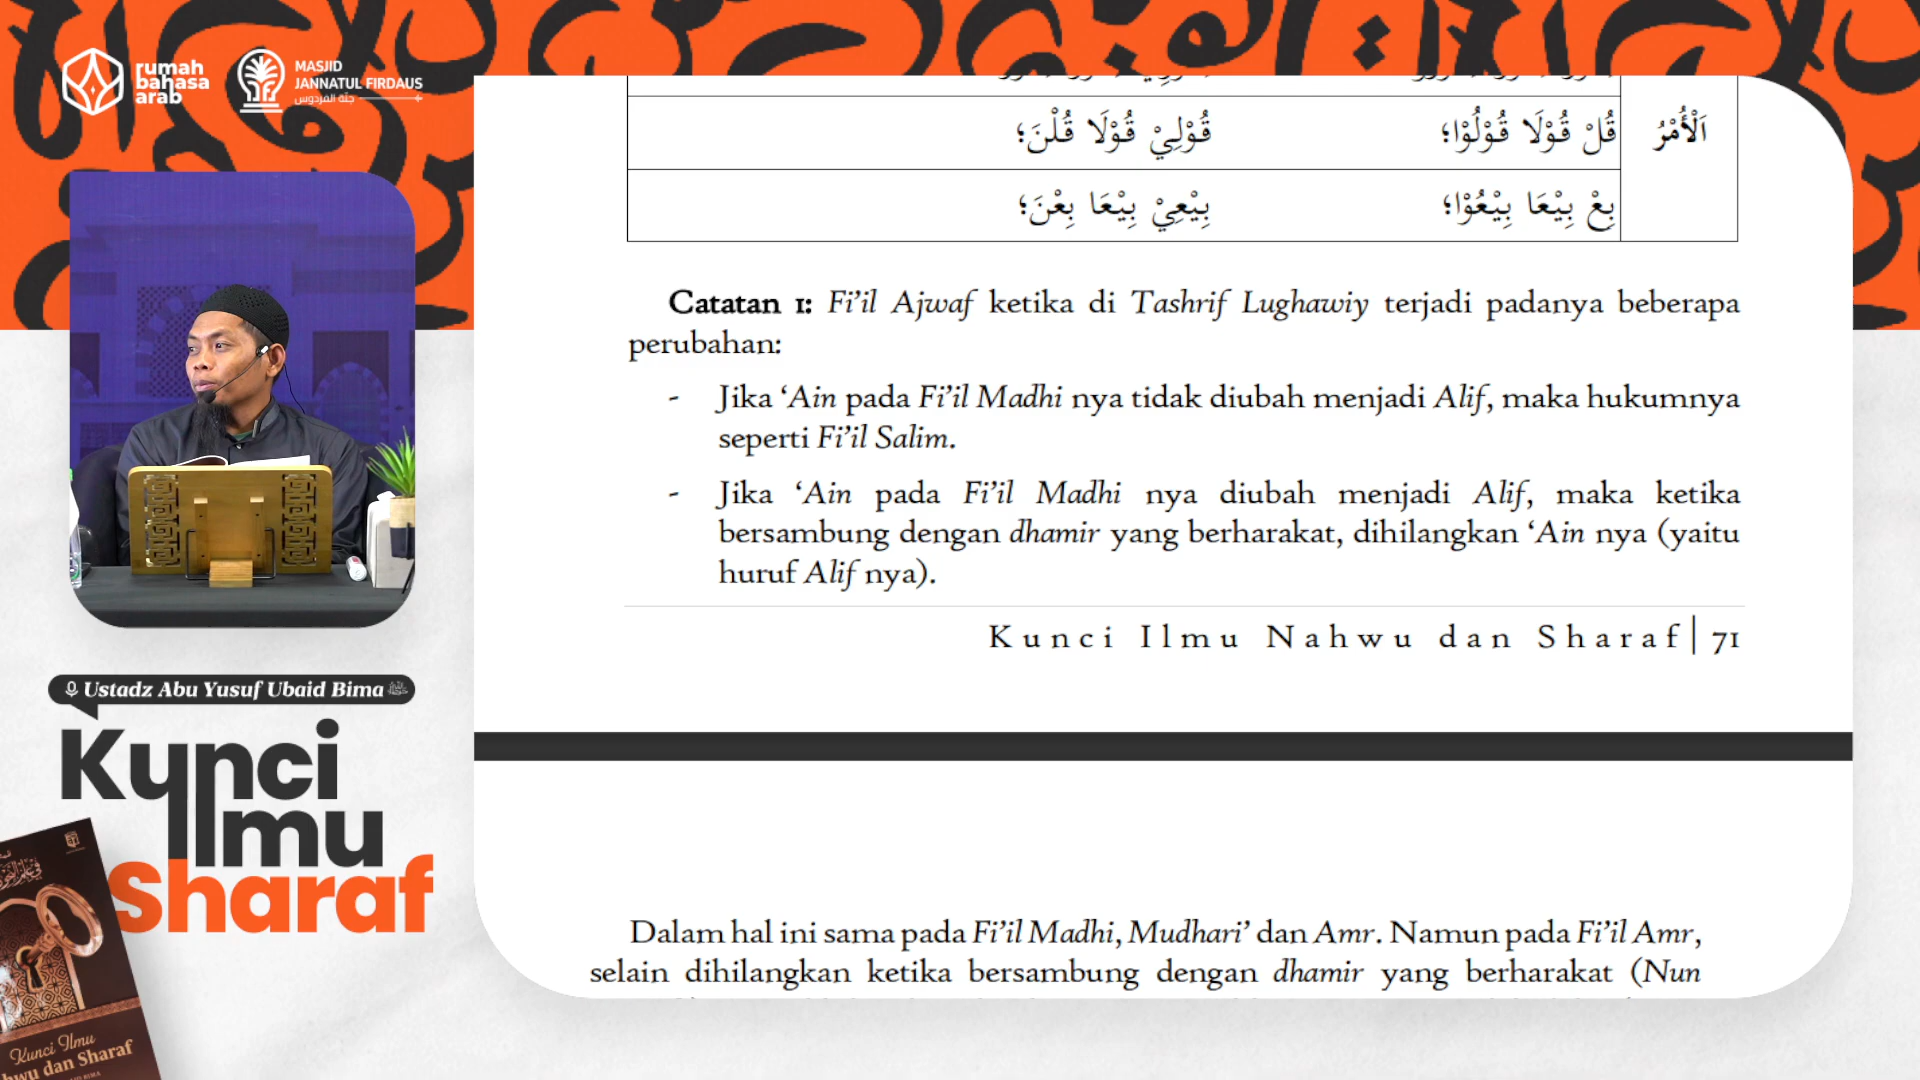 rumah
bahasa
arab
MASJID
JANNATUL FIRDAUS
جنّة الفردوس
قُلْ قُوْلَا قُوْلُوْا؛ قُوْلِيْ قُوْلَا قُلْنَ؛
اَلْأَمْرُ
بِعْ بِيْعَا بِيْعُوْا؛ بِيْعِيْ بِيْعَا بِعْنَ؛
Catatan 1: Fi’il Ajwaf ketika di Tashrif Lughawiy terjadi padanya beberapa
perubahan:
- Jika ‘Ain pada Fi’il Madhi nya tidak diubah menjadi Alif, maka hukumnya
seperti Fi’il Salim.
- Jika ‘Ain pada Fi’il Madhi nya diubah menjadi Alif, maka ketika
bersambung dengan dhamir yang berharakat, dihilangkan ‘Ain nya (yaitu
huruf Alif nya).
Kunci Ilmu Nahwu dan Sharaf| 71
Dalam hal ini sama pada Fi’il Madhi, Mudhari’ dan Amr. Namun pada Fi’il Amr,
selain dihilangkan ketika bersambung dengan dhamir yang berharakat (Nun
Ustadz Abu Yusuf Ubaid Bima
Kunci
Ilmu
Sharaf
Kunci Ilmu
hwu dan Sharaf